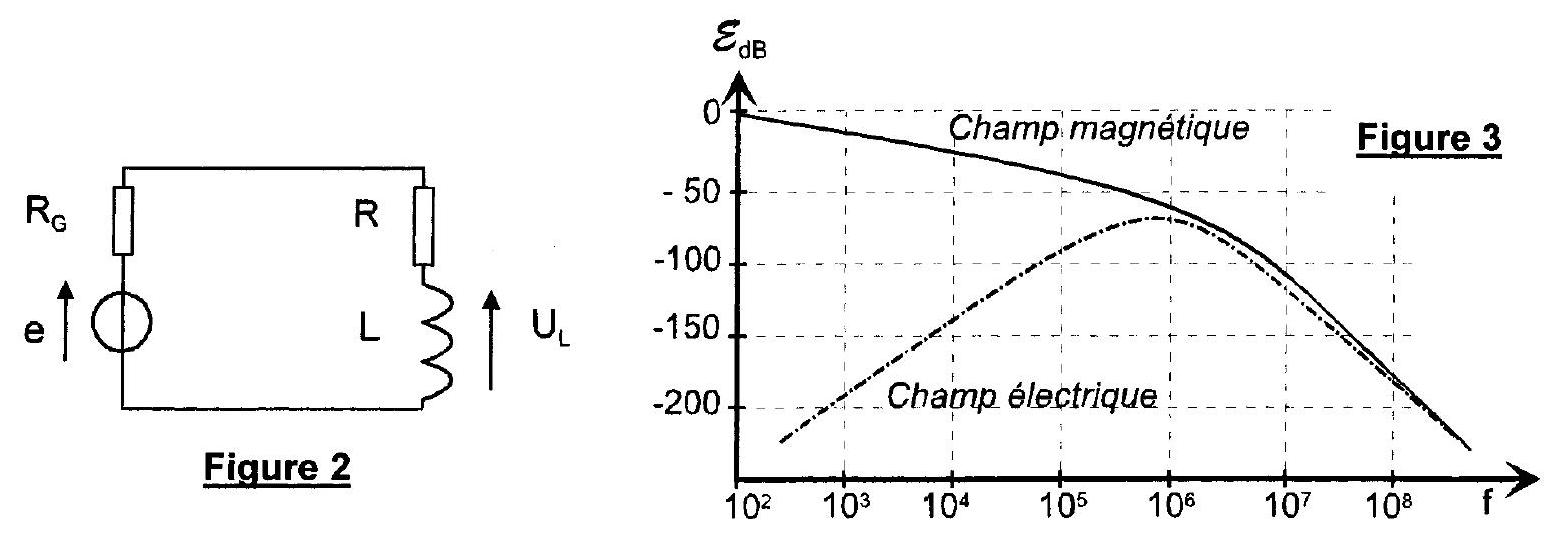 R_G
R
e
L
U_L
Figure 2
ℰ_dB
0
- 50
-100
-150
-200
Champ magnétique
Figure 3
Champ électrique
10² 10³ 10⁴ 10⁵ 10⁶ 10⁷ 10⁸ f